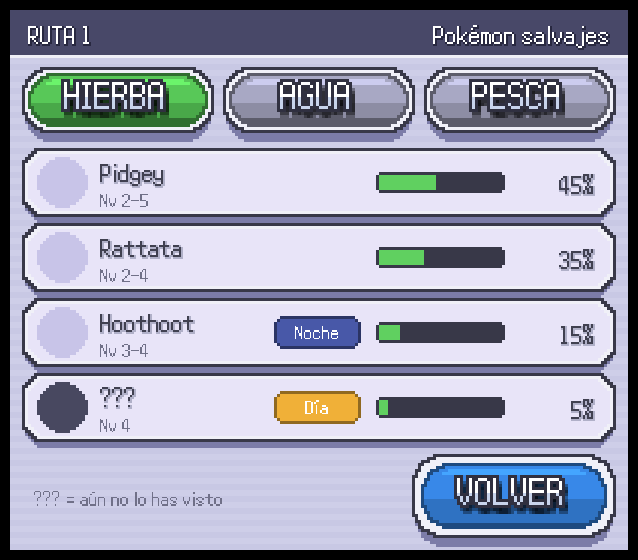 RUTA 1
Pokémon salvajes
HIERBA
AGUA
PESCA
Pidgey
Nv 2-5
45%
Rattata
Nv 2-4
35%
Hoothoot
Nv 3-4
Noche
15%
???
Nv 4
Día
5%
??? = aún no lo has visto
VOLVER